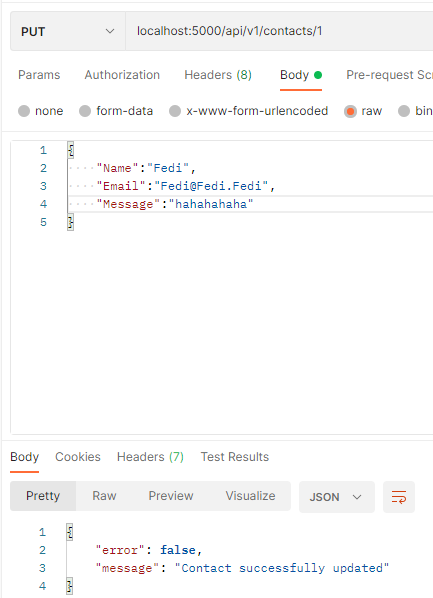 PUT localhost:5000/api/v1/contacts/1
Params Authorization Headers (8) Body Pre-request Scr
none form-data x-www-form-urlencoded raw bin
1 {
2 "Name":"Fedi",
3 "Email":"Fedi@Fedi.Fedi",
4 "Message":"hahahahaha"
5 }
Body Cookies Headers (7) Test Results
Pretty Raw Preview Visualize JSON
1 {
2 "error": false,
3 "message": "Contact successfully updated"
4 }